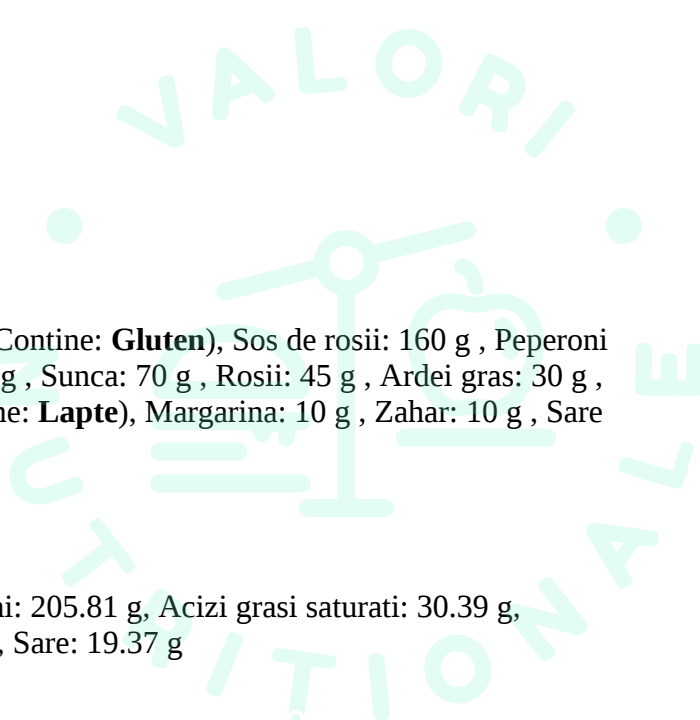 VALORI
Contine: Gluten), Sos de rosii: 160 g , Peperoni
g , Sunca: 70 g , Rosii: 45 g , Ardei gras: 30 g ,
ne: Lapte), Margarina: 10 g , Zahar: 10 g , Sare
ni: 205.81 g, Acizi grasi saturati: 30.39 g,
, Sare: 19.37 g
NUTRITIONALE